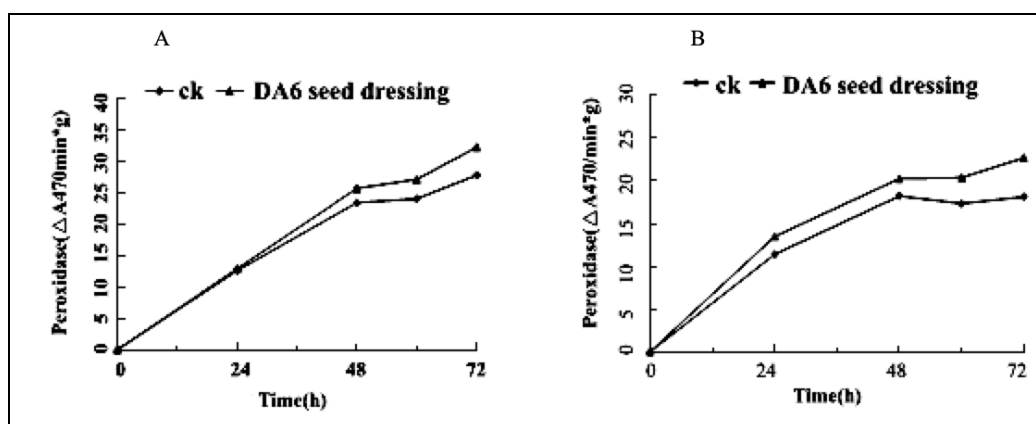 A
ck DA6 seed dressing
Peroxidase(△A470min*g)
40
35
30
25
20
15
10
5
0
0 24 48 72
Time(h)
B
ck DA6 seed dressing
Peroxidase(△A470/min*g)
30
25
20
15
10
5
0
0 24 48 72
Time(h)